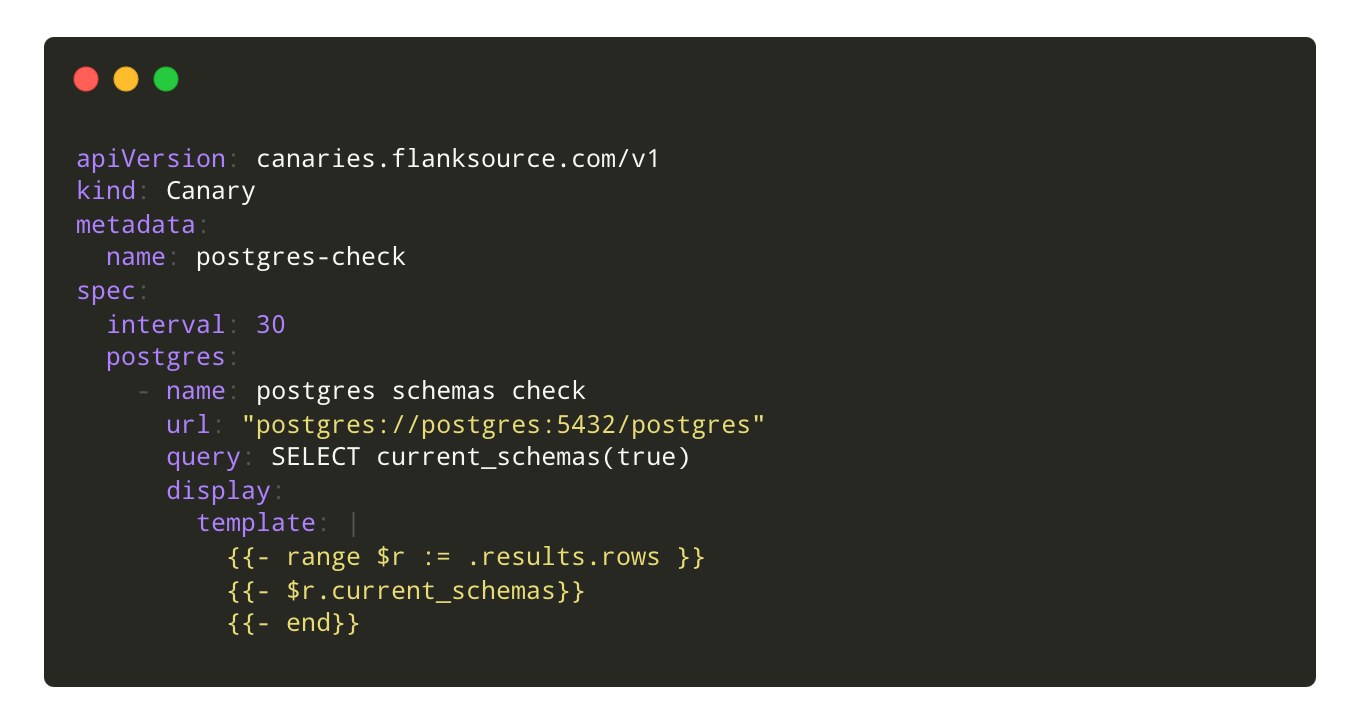 apiVersion: canaries.flanksource.com/v1
kind: Canary
metadata:
  name: postgres-check
spec:
  interval: 30
  postgres:
    - name: postgres schemas check
      url: "postgres://postgres:5432/postgres"
      query: SELECT current_schemas(true)
      display:
        template: |
          {{- range $r := .results.rows }}
          {{- $r.current_schemas}}
          {{- end}}